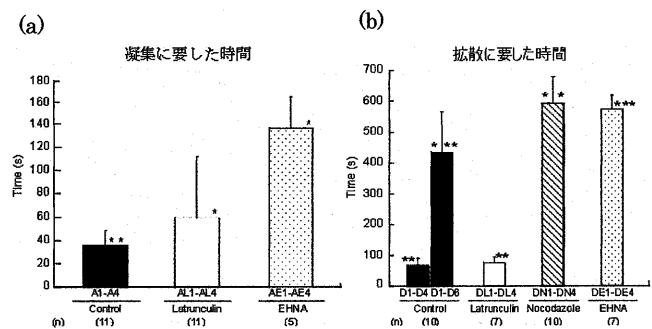 (a)
凝集に要した時間
Time (s)
180
160
140
120
100
80
60
40
20
0
* *
*
*
A1-A4 AL1-AL4 AE1-AE4
Control Latrunculin EHNA
(n) (11) (11) (5)
(b)
拡散に要した時間
Time (s)
700
600
500
400
300
200
100
0
**
* **
**
* *
***
D1-D4 D1-D6 DL1-DL4 DN1-DN4 DE1-DE4
Control Latrunculin Nocodazole EHNA
(n) (10) (7) (10) (7)